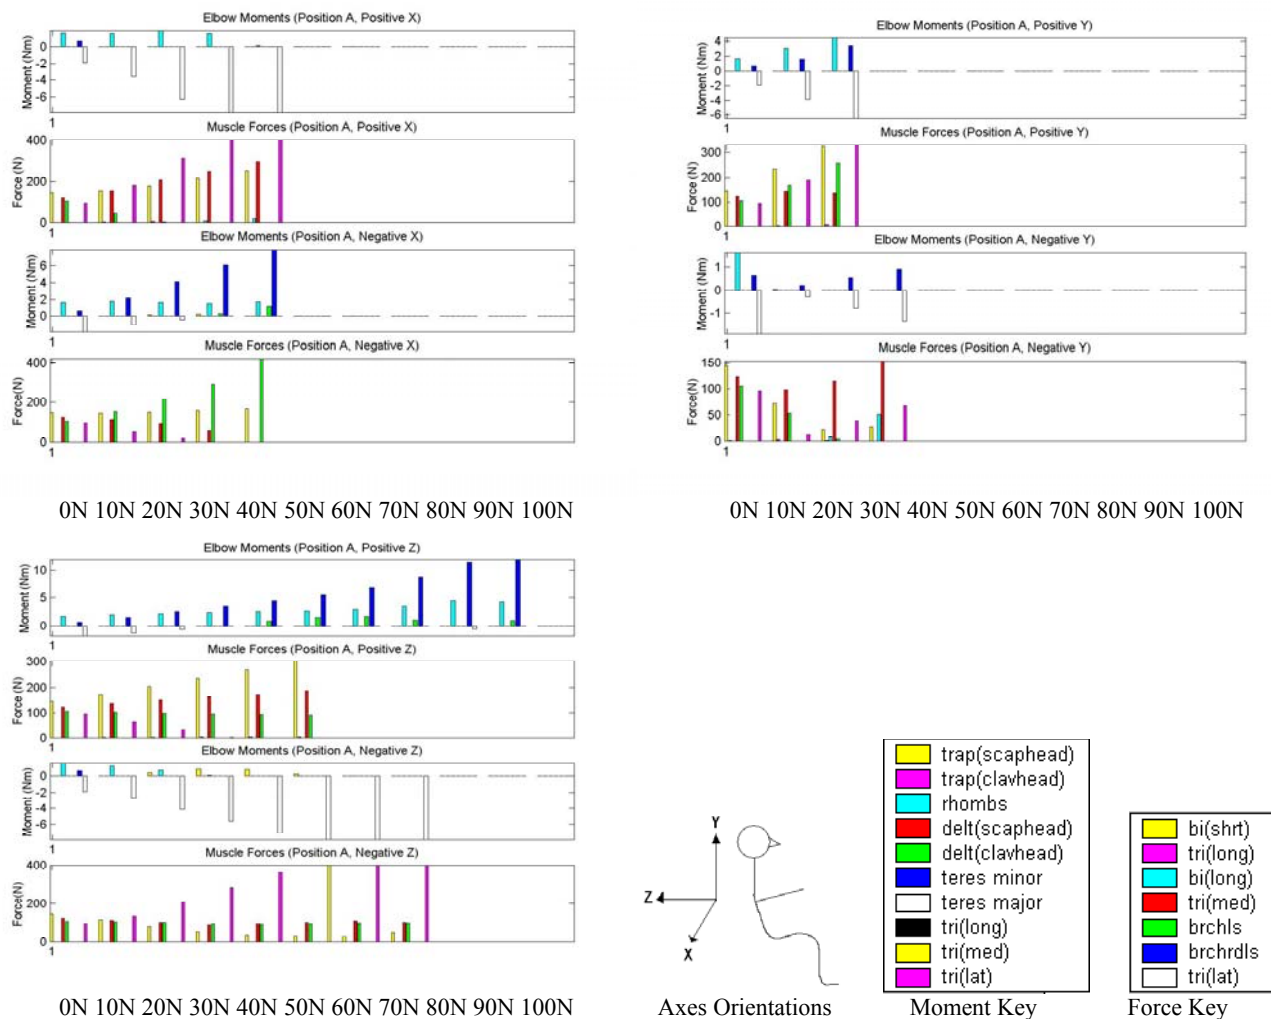 Elbow Moments (Position A, Positive X)
Moment (Nm)
0
-2
-4
-6
1
Muscle Forces (Position A, Positive X)
Force (N)
400
200
0
1
Elbow Moments (Position A, Negative X)
Moment (Nm)
6
4
2
0
1
Muscle Forces (Position A, Negative X)
Force(N)
400
200
0
1
0N 10N 20N 30N 40N 50N 60N 70N 80N 90N 100N
Elbow Moments (Position A, Positive Y)
Moment (Nm)
4
2
0
-2
-4
-6
1
Muscle Forces (Position A, Positive Y)
Force (N)
300
200
100
0
1
Elbow Moments (Position A, Negative Y)
Moment (Nm)
1
0
-1
1
Muscle Forces (Position A, Negative Y)
Force(N)
150
100
50
0
1
0N 10N 20N 30N 40N 50N 60N 70N 80N 90N 100N
Elbow Moments (Position A, Positive Z)
Moment (Nm)
10
5
0
1
Muscle Forces (Position A, Positive Z)
Force (N)
300
200
100
0
1
Elbow Moments (Position A, Negative Z)
Moment (Nm)
0
-2
-4
-6
1
Muscle Forces (Position A, Negative Z)
Force(N)
400
200
0
1
0N 10N 20N 30N 40N 50N 60N 70N 80N 90N 100N
Y
Z
X
Axes Orientations
trap(scaphead)
trap(clavhead)
rhombs
delt(scaphead)
delt(clavhead)
teres minor
teres major
tri(long)
tri(med)
tri(lat)
Moment Key
bi(shrt)
tri(long)
bi(long)
tri(med)
brchls
brchrdls
tri(lat)
Force Key